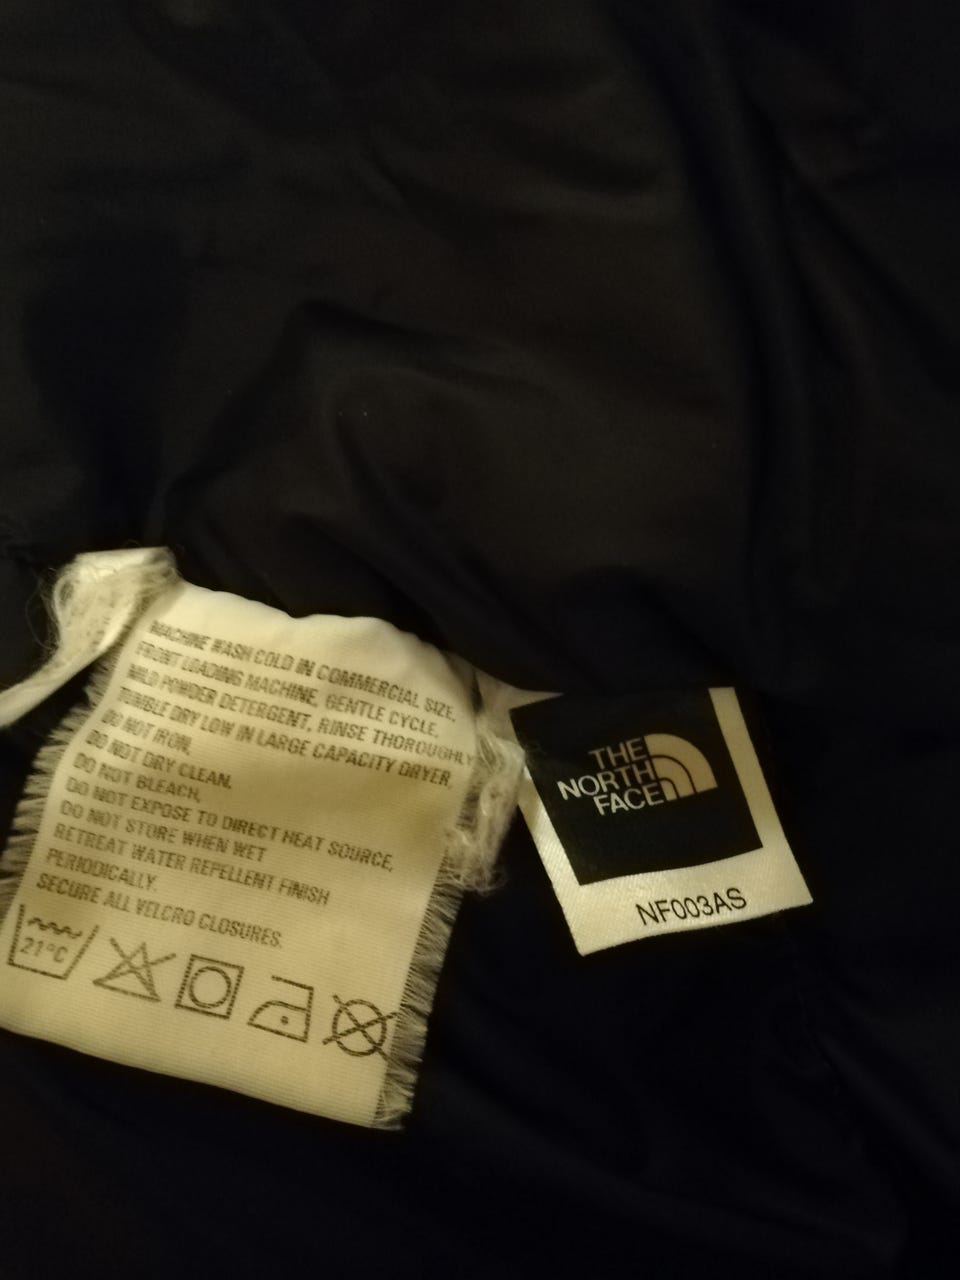 MACHINE WASH COLD IN COMMERCIAL SIZE,
FRONT LOADING MACHINE, GENTLE CYCLE,
MILD POWDER DETERGENT, RINSE THOROUGHLY
TUMBLE DRY LOW IN LARGE CAPACITY DRYER,
DO NOT IRON,
DO NOT DRY CLEAN,
DO NOT BLEACH,
DO NOT EXPOSE TO DIRECT HEAT SOURCE,
DO NOT STORE WHEN WET
RETREAT WATER REPELLENT FINISH
PERIODICALLY.
SECURE ALL VELCRO CLOSURES.
21°C
THE
NORTH
FACE
NF003AS